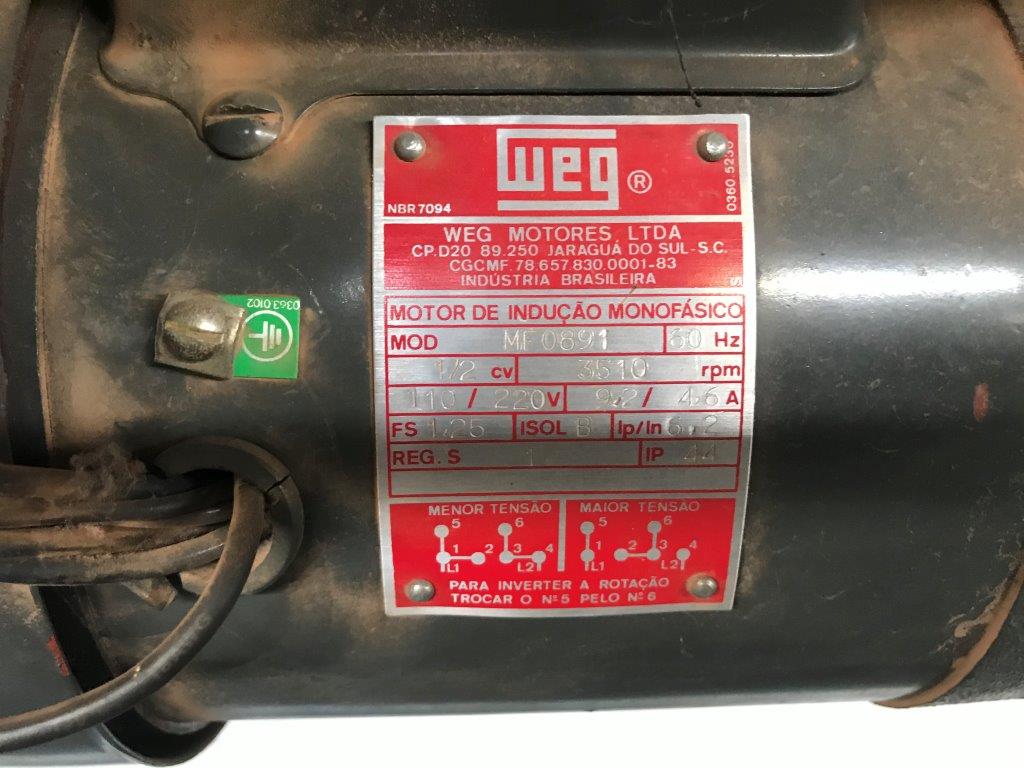 weg ®
NBR 7094
0360.5230
WEG MOTORES LTDA
CP.D20 89.250 JARAGUÁ DO SUL-S.C.
CGCMF.78.657.830.0001-83
INDÚSTRIA BRASILEIRA
S
MOTOR DE INDUÇÃO MONOFÁSICO
MOD MF0891 60 Hz
1/2 cv 3510 rpm
110 / 220 V 9,2 / 4,6 A
FS 1,25 ISOL B Ip/In 6,2
REG. S 1 IP 44
MENOR TENSÃO MAIOR TENSÃO
5 6 5 6
1 2 3 4 1 2 3 4
L1 L2 L1 L2
PARA INVERTER A ROTAÇÃO
TROCAR O Nº 5 PELO Nº 6
0363.0102